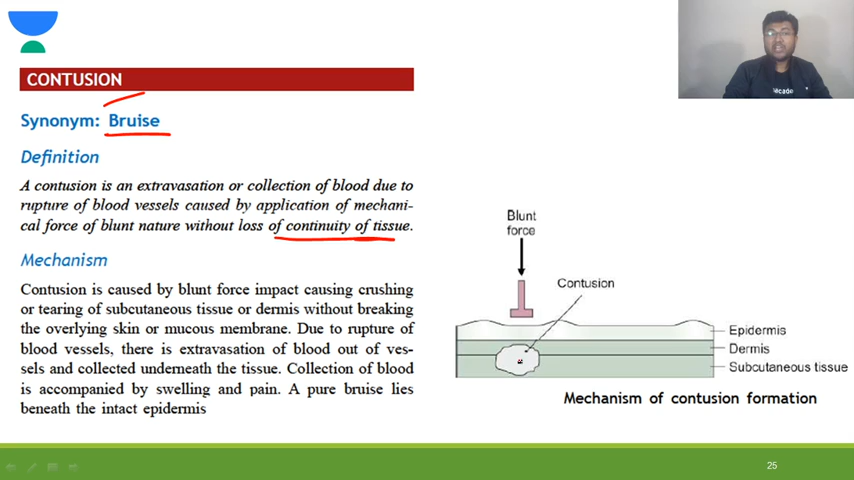 CONTUSION
Synonym: Bruise
Definition
A contusion is an extravasation or collection of blood due to
rupture of blood vessels caused by application of mechani-
cal force of blunt nature without loss of continuity of tissue.
Mechanism
Contusion is caused by blunt force impact causing crushing
or tearing of subcutaneous tissue or dermis without breaking
the overlying skin or mucous membrane. Due to rupture of
blood vessels, there is extravasation of blood out of ves-
sels and collected underneath the tissue. Collection of blood
is accompanied by swelling and pain. A pure bruise lies
beneath the intact epidermis
Blunt
force
Contusion
Epidermis
Dermis
Subcutaneous tissue
Mechanism of contusion formation
25